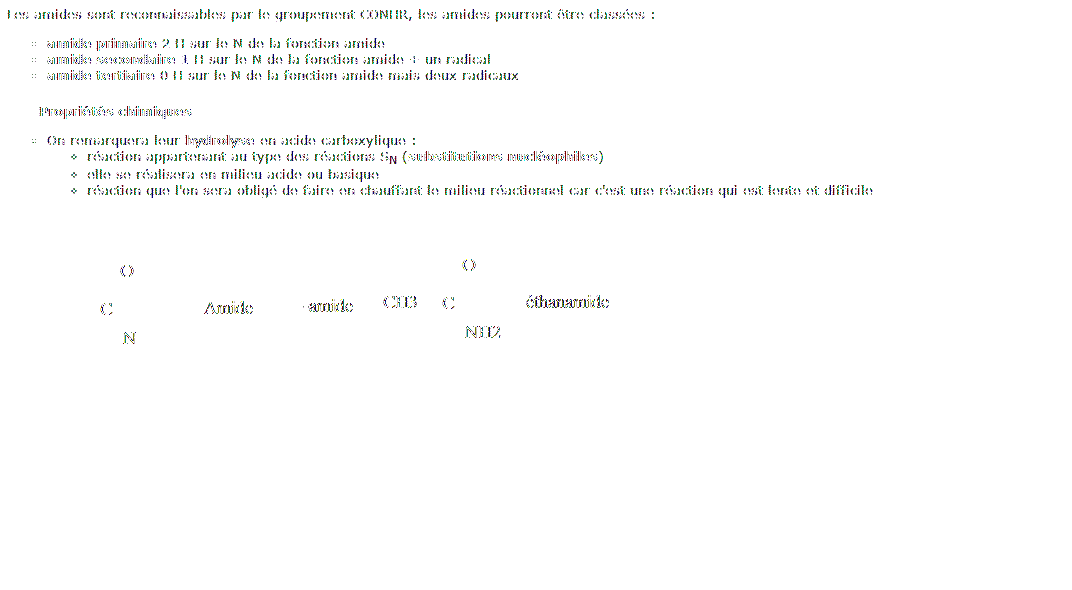 Les amides sont reconnaissables par le groupement CONHR, les amides pourront être classées :
amide primaire 2 H sur le N de la fonction amide
amide secondaire 1 H sur le N de la fonction amide + un radical
amide tertiaire 0 H sur le N de la fonction amide mais deux radicaux
Propriétés chimiques
On remarquera leur hydrolyse en acide carboxylique :
réaction appartenant au type des réactions SN (substitutions nucléophiles)
elle se réalisera en milieu acide ou basique
réaction que l'on sera obligé de faire en chauffant le milieu réactionnel car c'est une réaction qui est lente et difficile
O O
C Amide -amide CH3 C éthanamide
N NH2